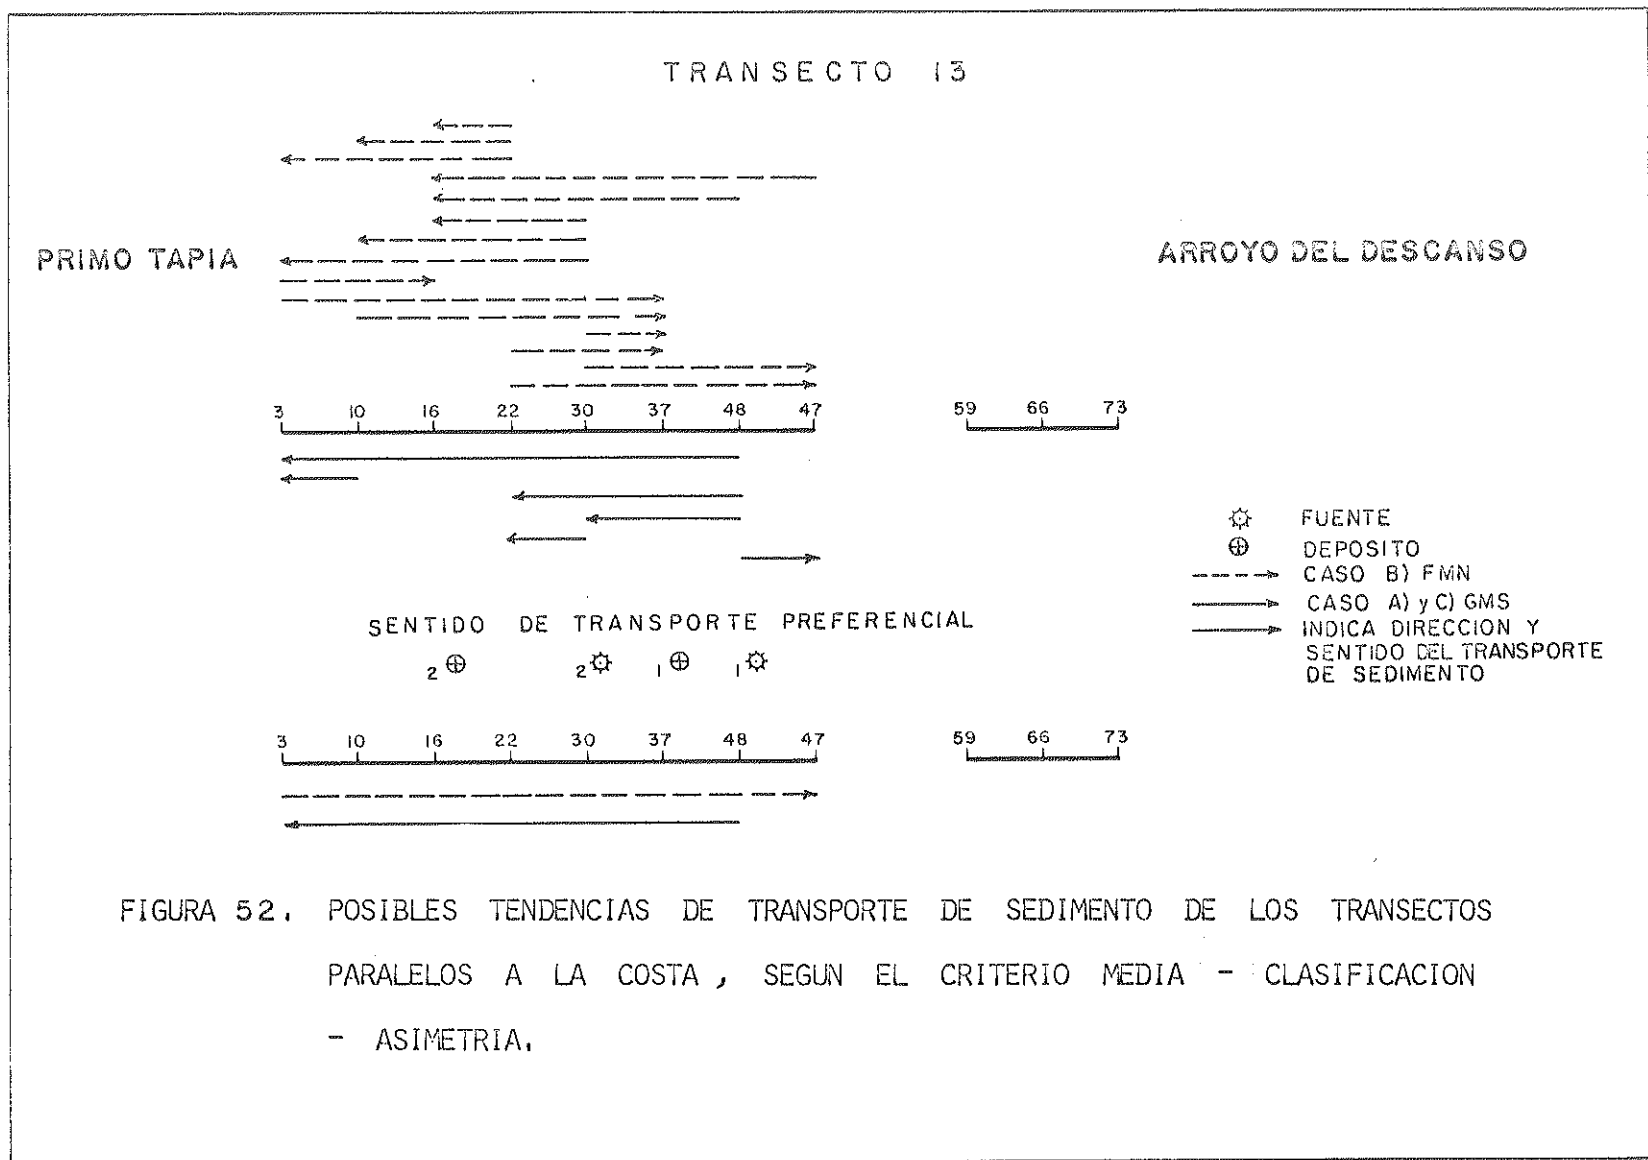 TRANSECTO 13
PRIMO TAPIA
ARROYO DEL DESCANSO
3 10 16 22 30 37 48 47 59 66 73
FUENTE
DEPOSITO
CASO B) FMN
CASO A) y C) GMS
INDICA DIRECCION Y
SENTIDO DEL TRANSPORTE
DE SEDIMENTO
SENTIDO DE TRANSPORTE PREFERENCIAL
2 2 1 1
3 10 16 22 30 37 48 47 59 66 73
FIGURA 52. POSIBLES TENDENCIAS DE TRANSPORTE DE SEDIMENTO DE LOS TRANSECTOS
PARALELOS A LA COSTA, SEGUN EL CRITERIO MEDIA - CLASIFICACION
- ASIMETRIA.